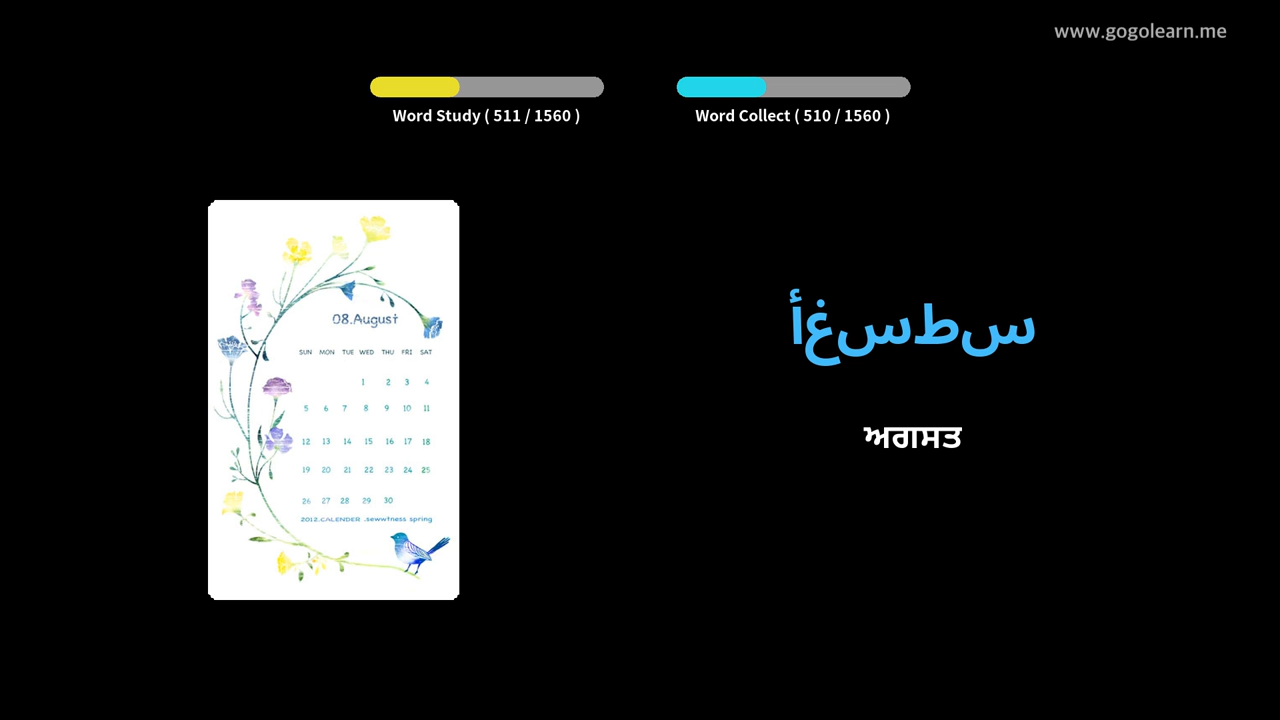 www.gogolearn.me
Word Study ( 511 / 1560 )
Word Collect ( 510 / 1560 )
08.August
SUN MON TUE WED THU FRI SAT
1 2 3 4
5 6 7 8 9 10 11
12 13 14 15 16 17 18
19 20 21 22 23 24 25
26 27 28 29 30
2012.CALENDER .sewwtness spring
أغسطس
ਅਗਸਤ